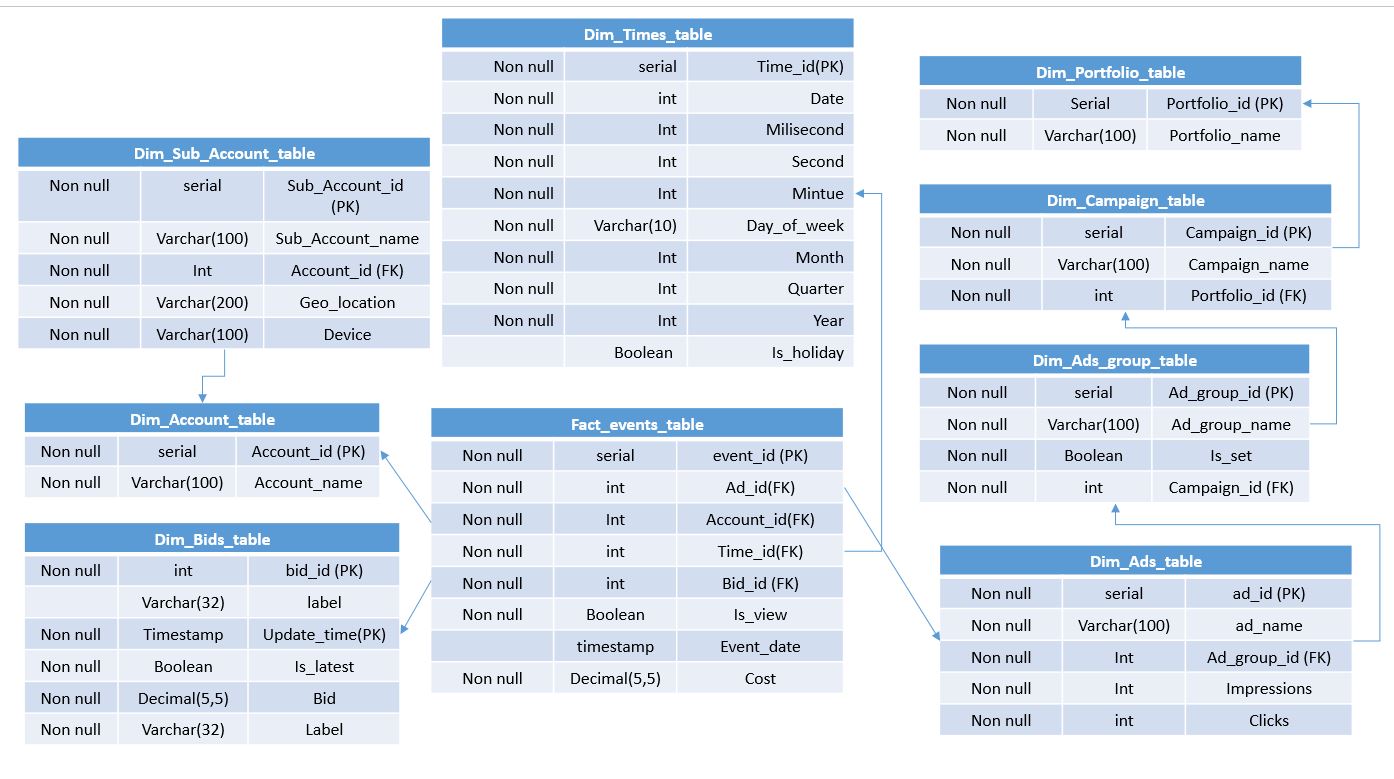 Dim_Times_table
Non null serial Time_id(PK)
Non null int Date
Non null Int Milisecond
Non null Int Second
Non null Int Mintue
Non null Varchar(10) Day_of_week
Non null Int Month
Non null Int Quarter
Non null Int Year
Boolean Is_holiday
Dim_Sub_Account_table
Non null serial Sub_Account_id
(PK)
Non null Varchar(100) Sub_Account_name
Non null Int Account_id (FK)
Non null Varchar(200) Geo_location
Non null Varchar(100) Device
Dim_Account_table
Non null serial Account_id (PK)
Non null Varchar(100) Account_name
Dim_Bids_table
Non null int bid_id (PK)
Varchar(32) label
Non null Timestamp Update_time(PK)
Non null Boolean Is_latest
Non null Decimal(5,5) Bid
Non null Varchar(32) Label
Fact_events_table
Non null serial event_id (PK)
Non null int Ad_id(FK)
Non null Int Account_id(FK)
Non null int Time_id(FK)
Non null int Bid_id (FK)
Non null Boolean Is_view
timestamp Event_date
Non null Decimal(5,5) Cost
Dim_Portfolio_table
Non null Serial Portfolio_id (PK)
Non null Varchar(100) Portfolio_name
Dim_Campaign_table
Non null serial Campaign_id (PK)
Non null Varchar(100) Campaign_name
Non null int Portfolio_id (FK)
Dim_Ads_group_table
Non null serial Ad_group_id (PK)
Non null Varchar(100) Ad_group_name
Non null Boolean Is_set
Non null int Campaign_id (FK)
Dim_Ads_table
Non null serial ad_id (PK)
Non null Varchar(100) ad_name
Non null Int Ad_group_id (FK)
Non null Int Impressions
Non null int Clicks